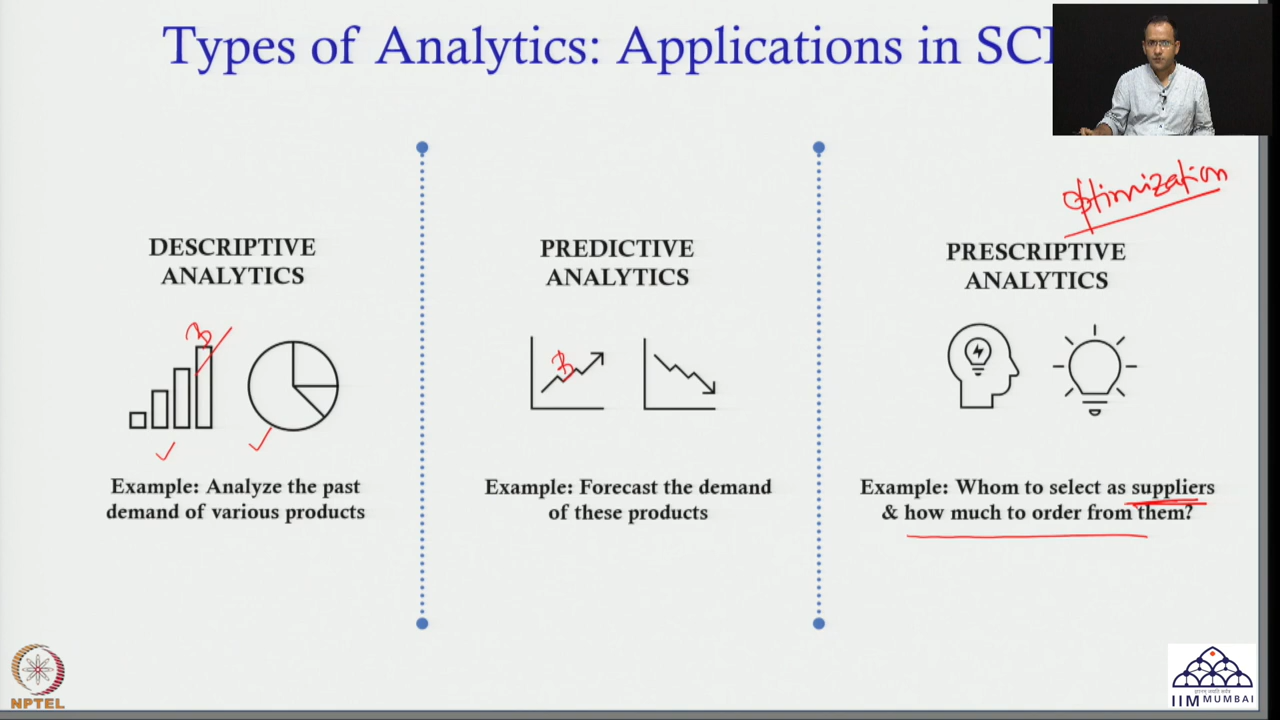 Types of Analytics: Applications in SC
Optimization
DESCRIPTIVE
ANALYTICS
PREDICTIVE
ANALYTICS
PRESCRIPTIVE
ANALYTICS
Example: Analyze the past
demand of various products
Example: Forecast the demand
of these products
Example: Whom to select as suppliers
& how much to order from them?
NPTEL
IIM MUMBAI